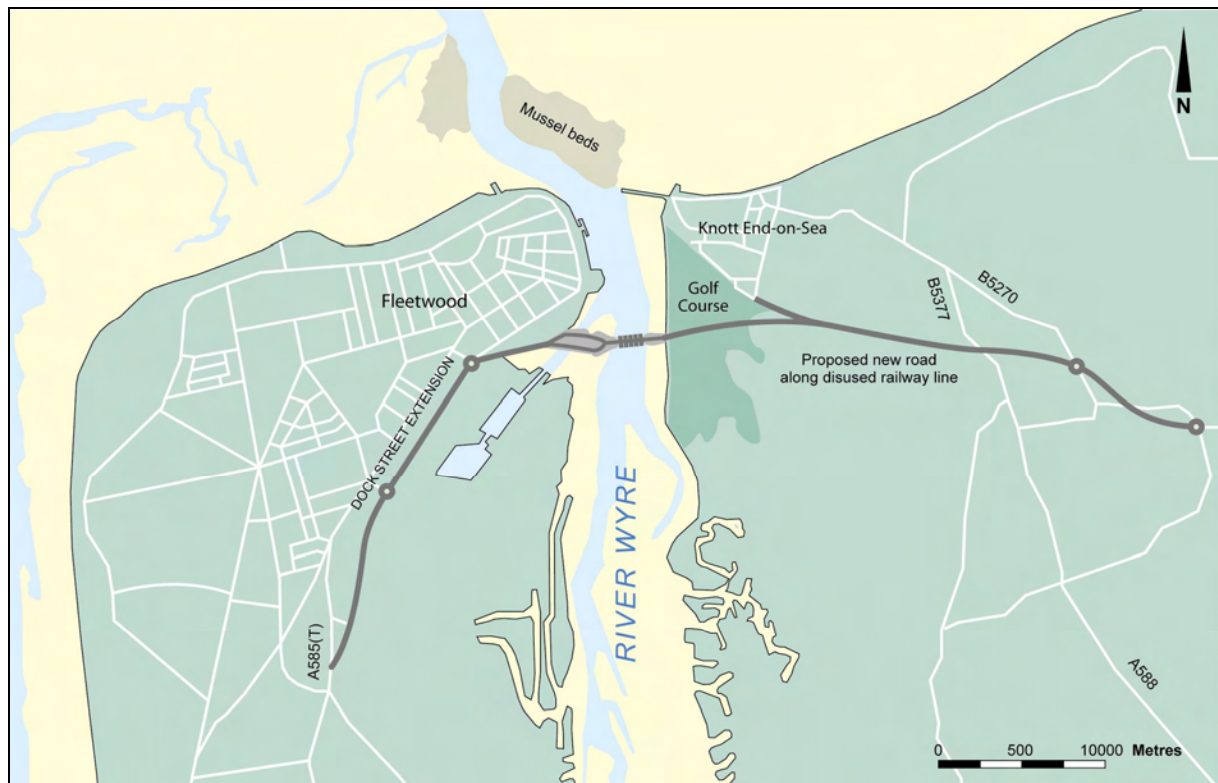 Mussel beds
N
Knott End-on-Sea
Fleetwood
Golf
Course
B5377
B5270
Proposed new road
along disused railway line
DOCK STREET EXTENSION
RIVER WYRE
A585(T)
A588
0 500 10000 Metres